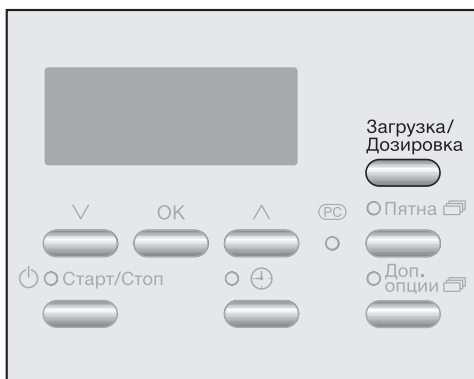 Загрузка/
Дозировка
OK
PC
Пятна
Старт/Стоп
Доп.
опции